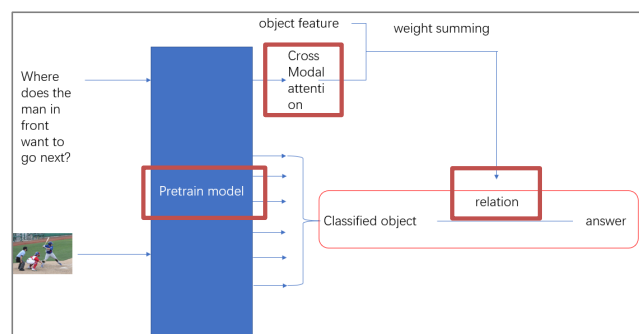 object feature
weight summing
Cross
Modal
attenti
on
Where
does the
man in
front
want to
go next?
Pretrain model
relation
Classified object
answer